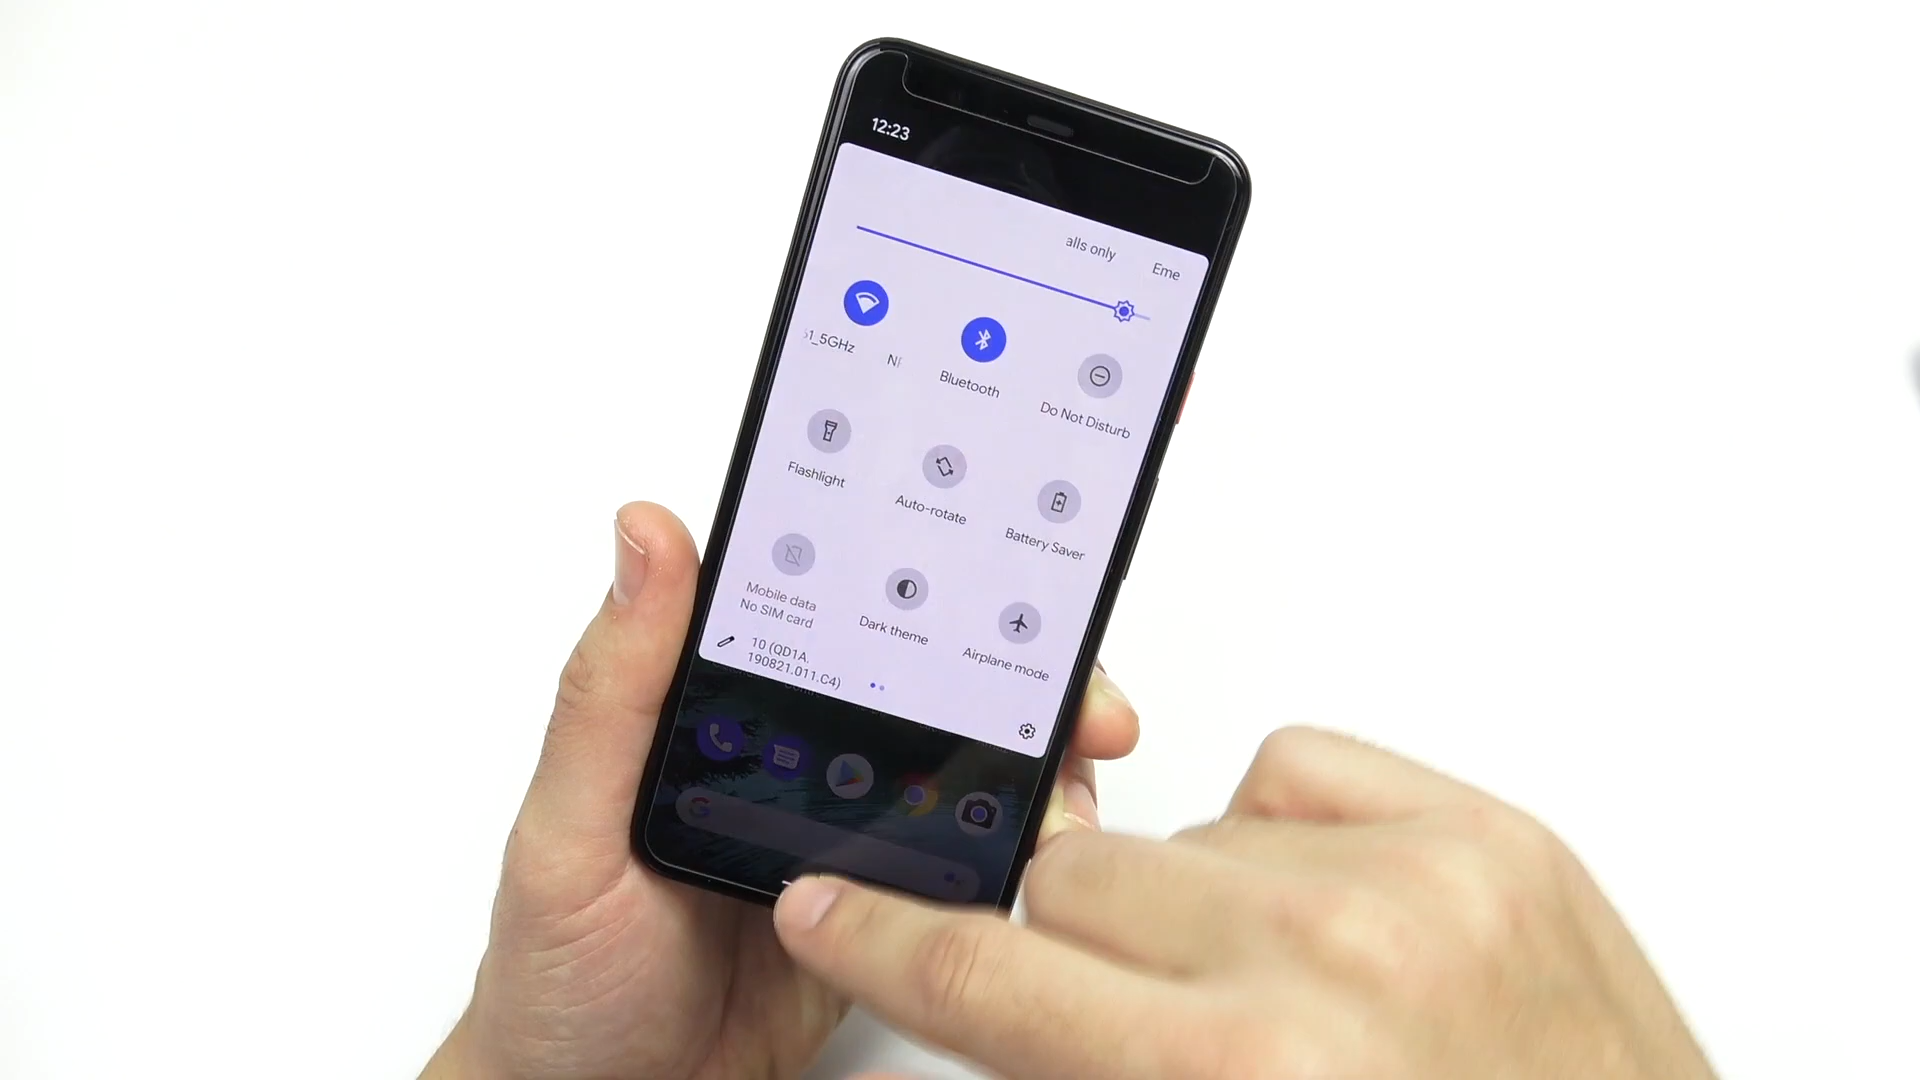 12:23
alls only
Eme
1_5GHz
Bluetooth
Do Not Disturb
Flashlight
Auto-rotate
Battery Saver
Mobile data
No SIM card
Dark theme
Airplane mode
10 (QD1A.
190821.011.C4)
G